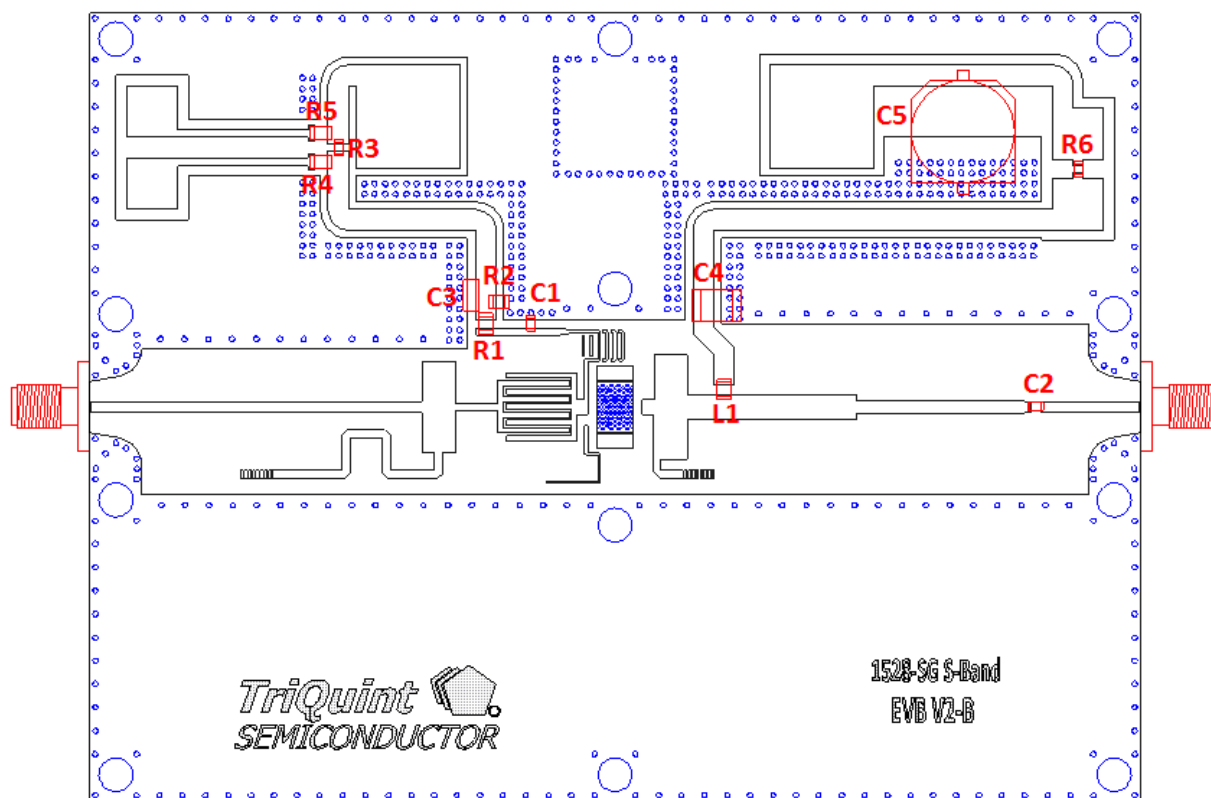 R5
C5
R3
R6
R4
R2
C4
C3
C1
R1
C2
L1
TriQuint
SEMICONDUCTOR
1528-SG S-Band
EVB V2-B